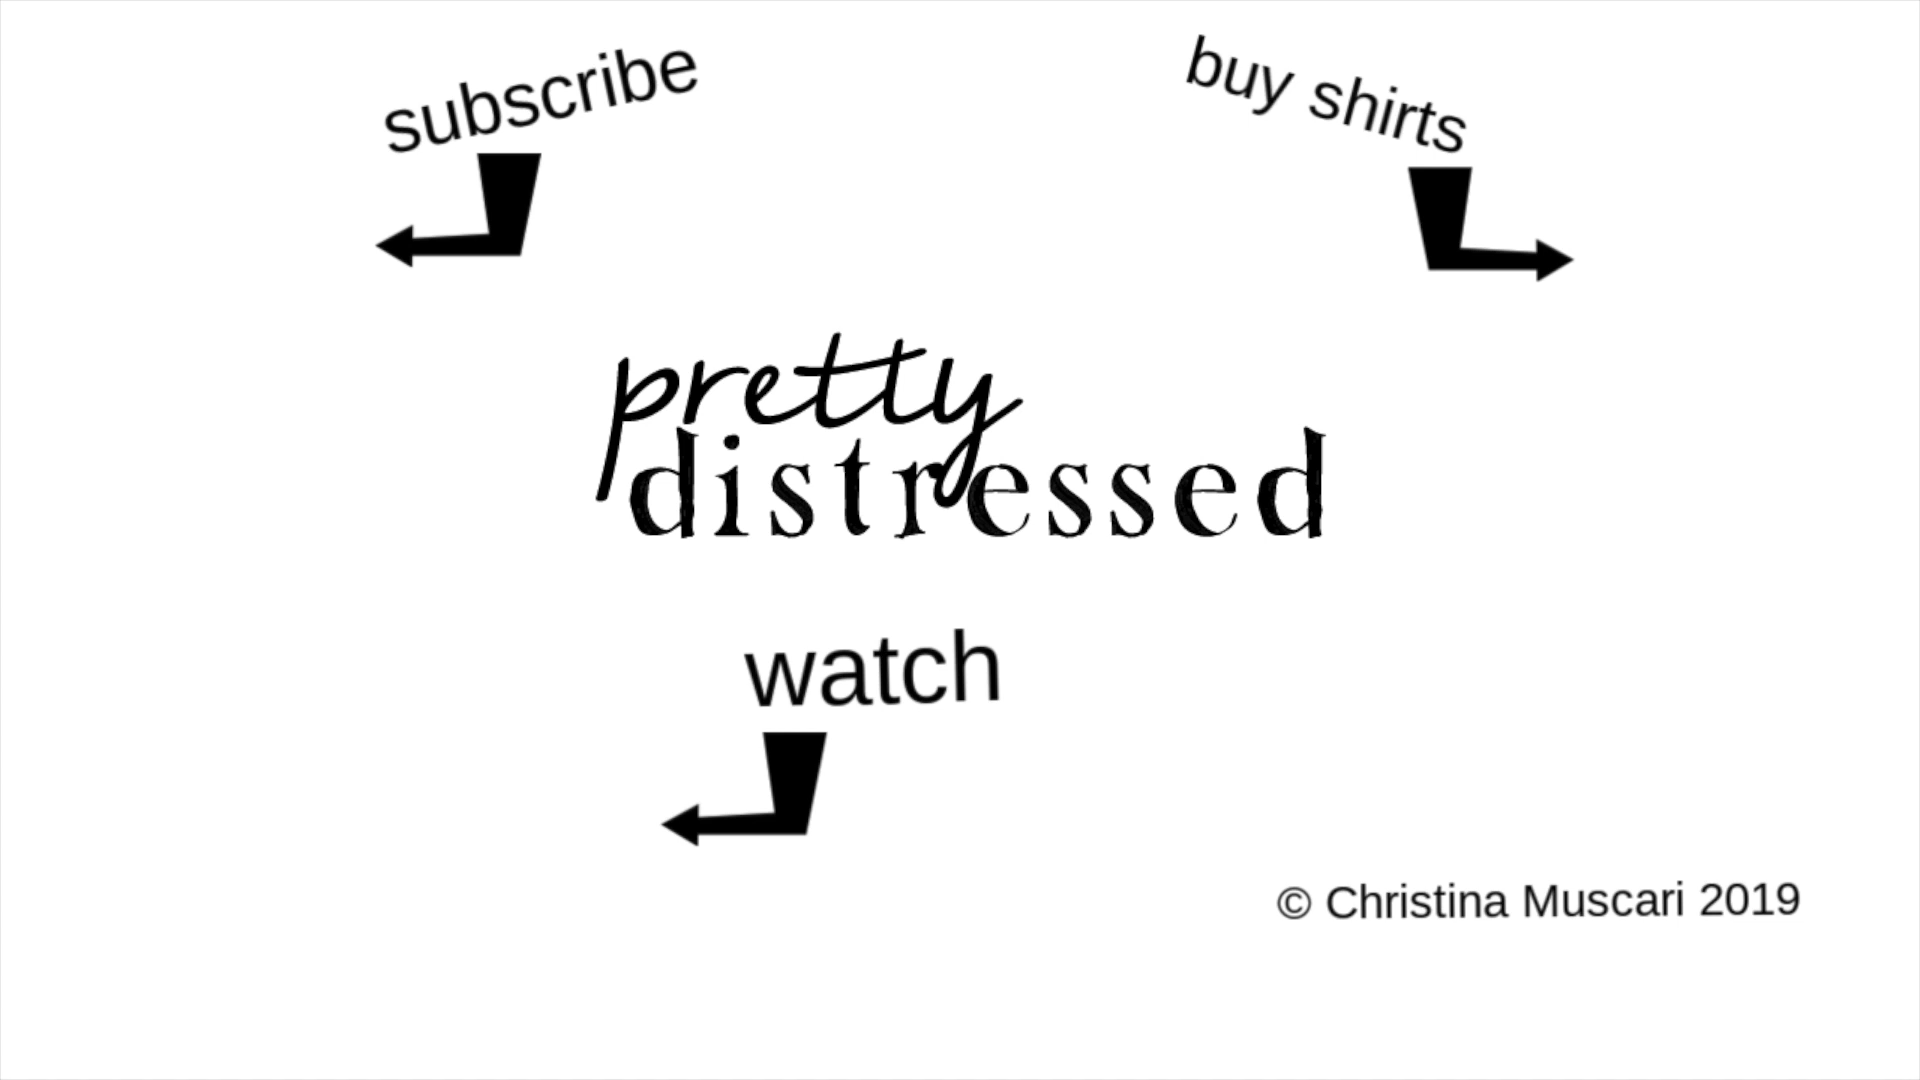 subscribe
buy shirts
pretty
distressed
watch
© Christina Muscari 2019